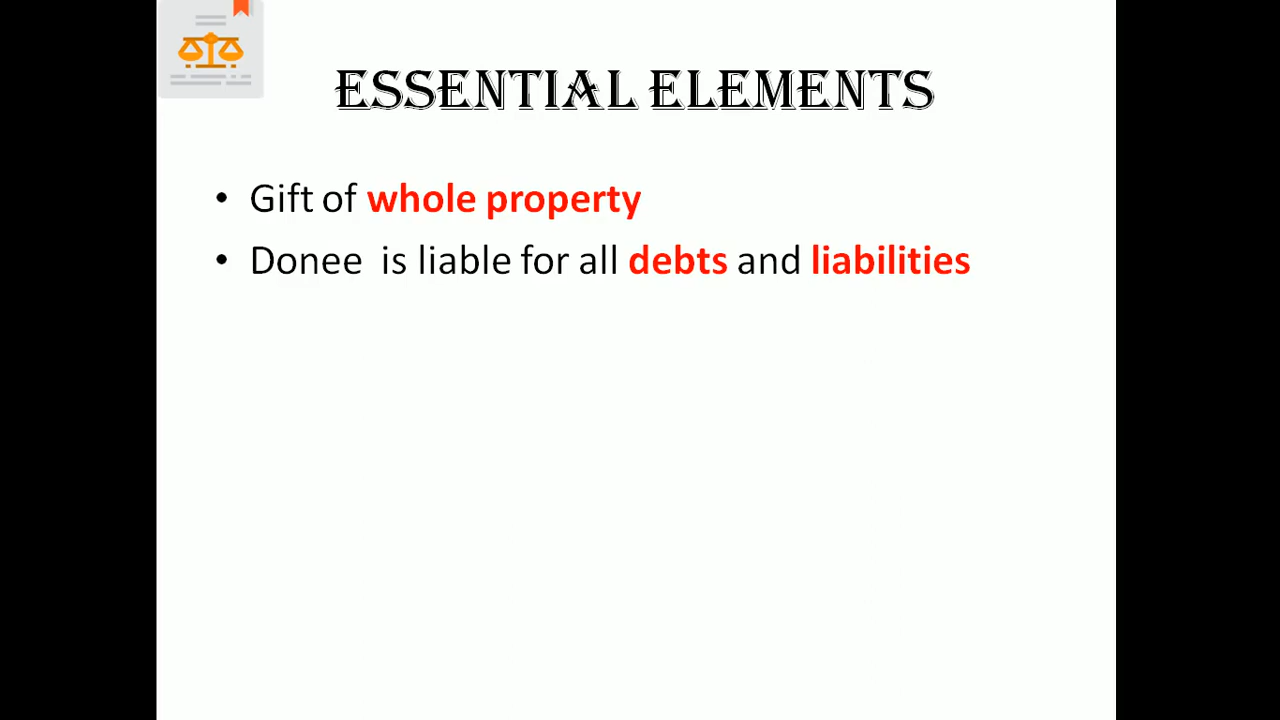 ESSENTIAL ELEMENTS
• Gift of whole property
• Donee is liable for all debts and liabilities